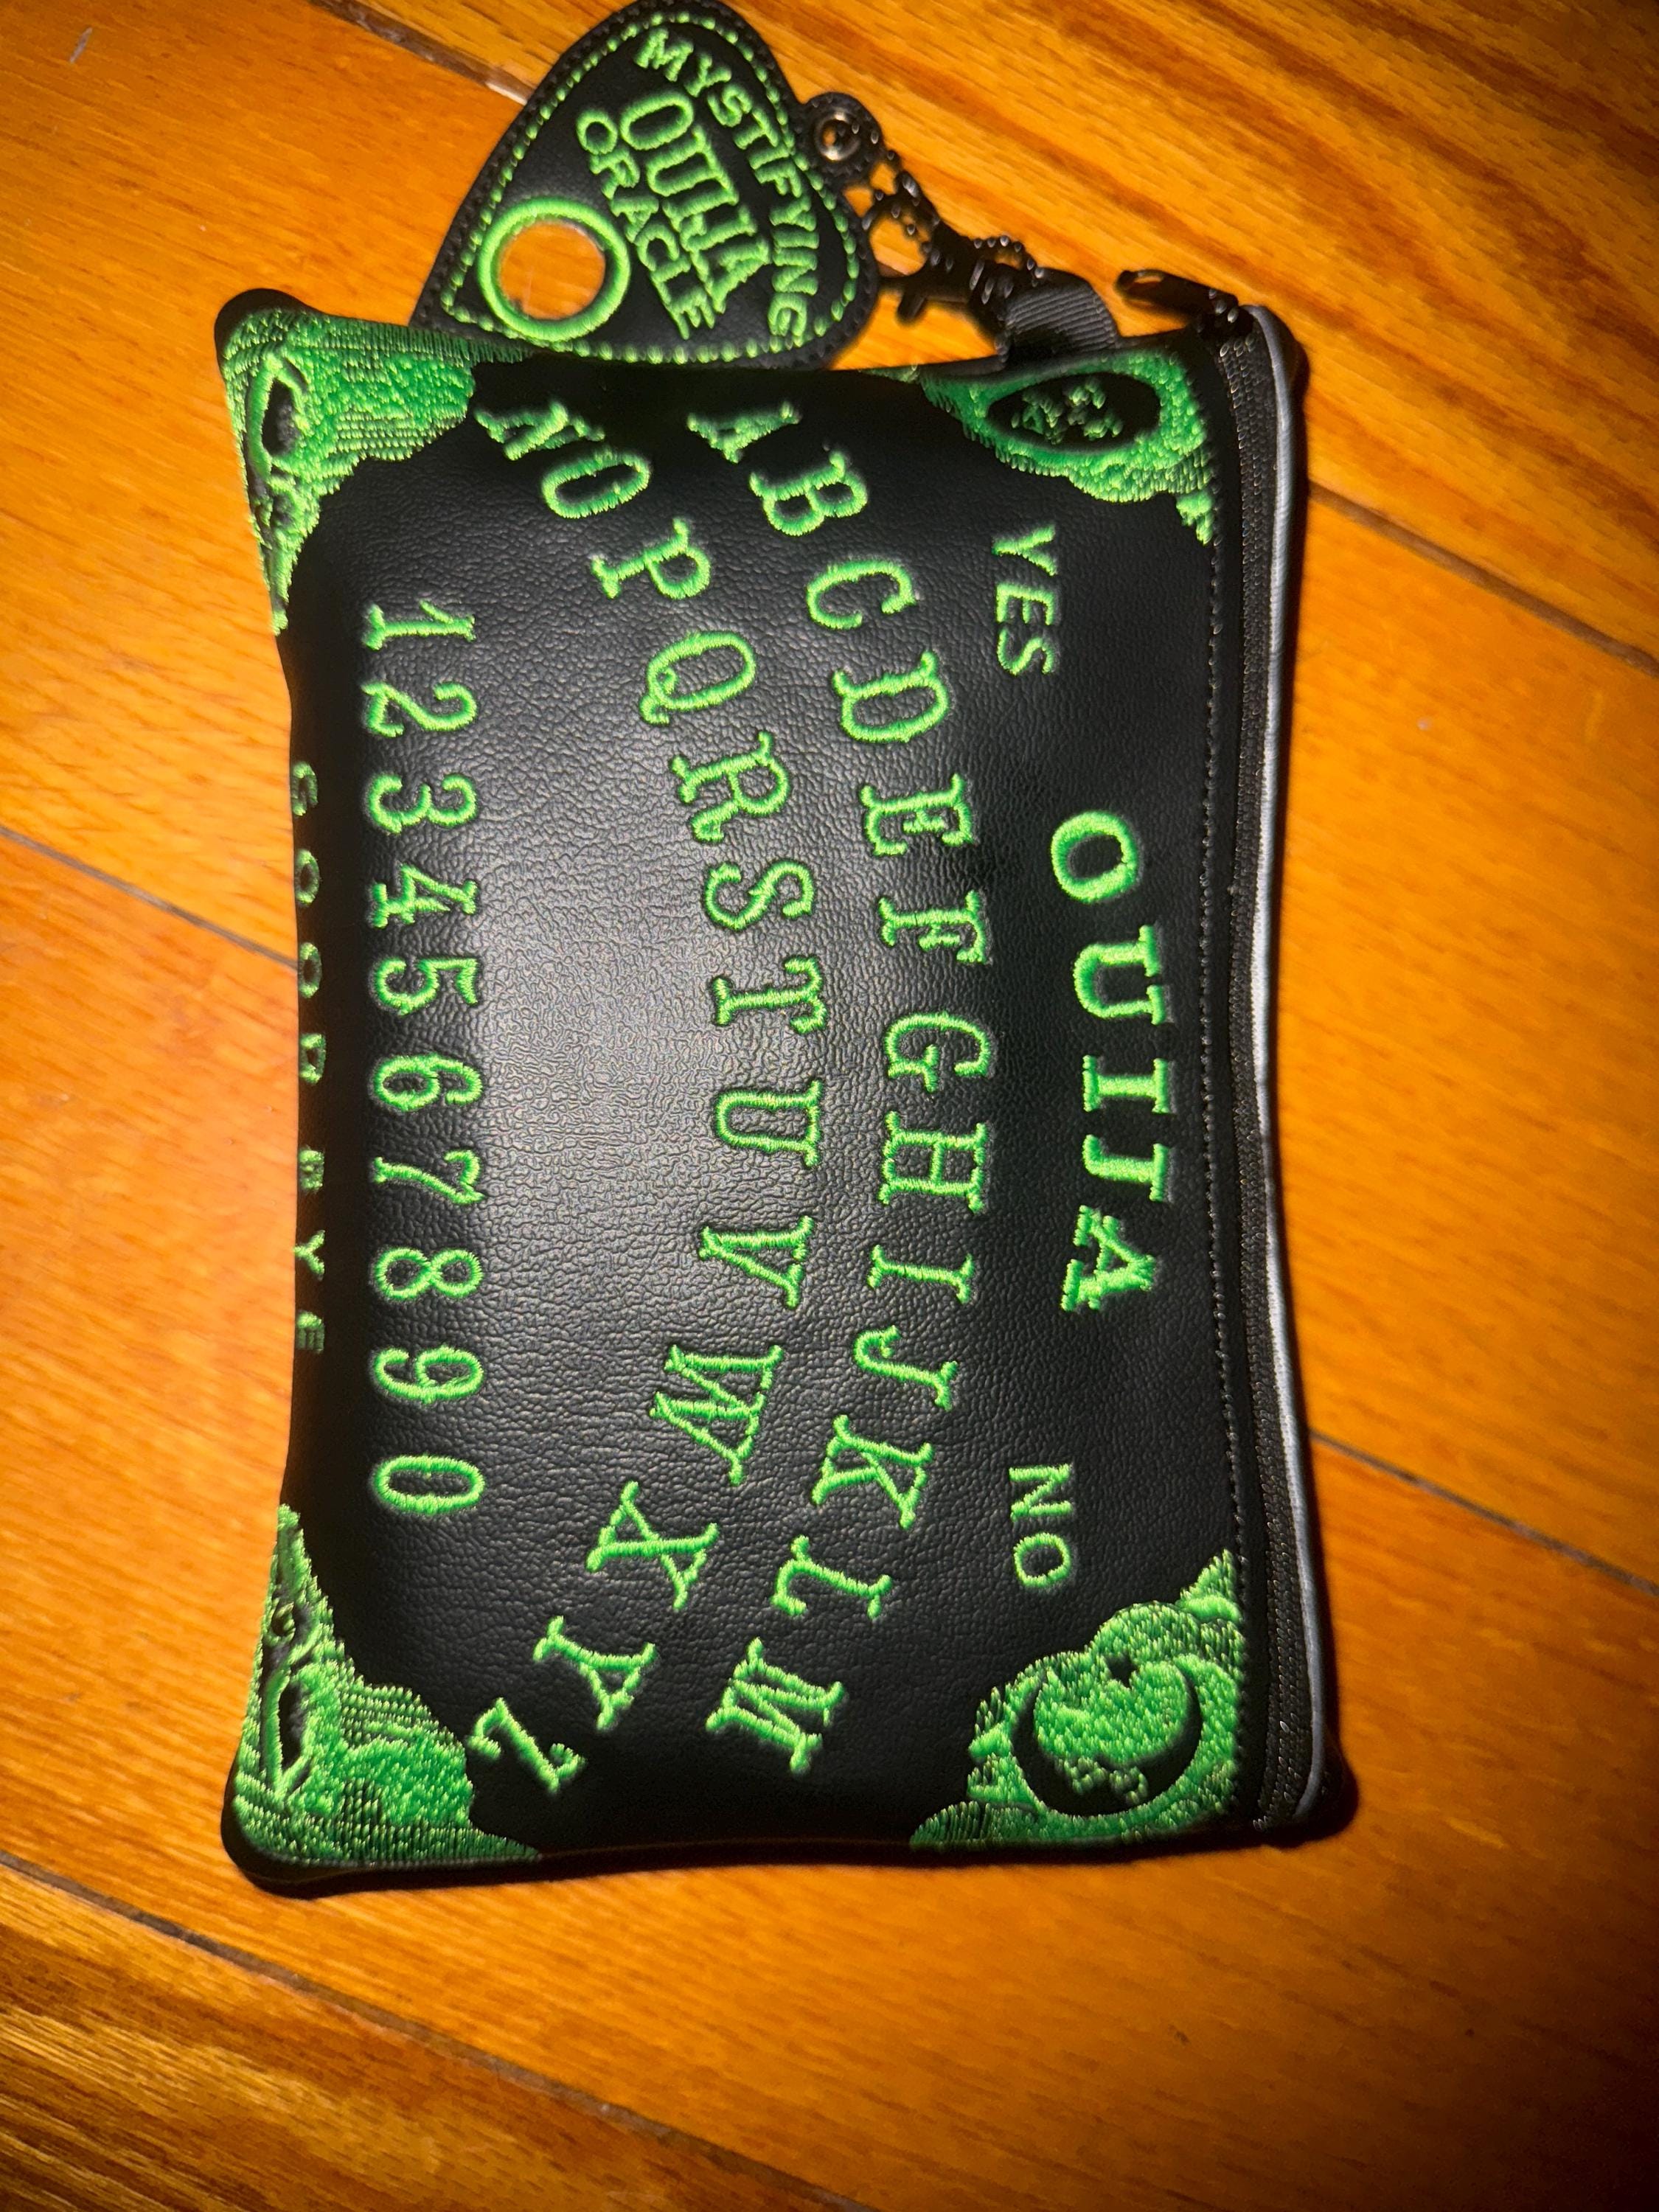 MYSTIFYING
OUIJA
ORACLE
OUIJA
YES NO
ABCDEFGHIJKLM
NOPQRSTUVWXYZ
1234567890
GOOD BYE